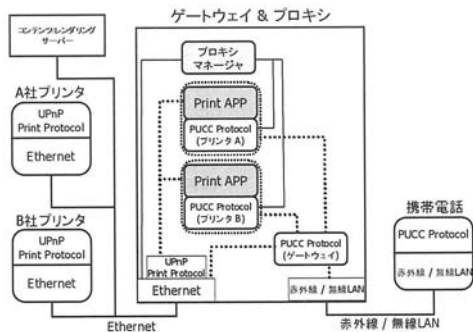 ゲートウェイ & プロキシ
コンテンツレンダリング
サーバー
プロキシ
マネージャ
A社プリンタ
UPnP
Print Protocol
Ethernet
Print APP
PUCC Protocol
(プリンタ A)
Print APP
PUCC Protocol
(プリンタ B)
B社プリンタ
UPnP
Print Protocol
Ethernet
携帯電話
PUCC Protocol
赤外線 / 無線LAN
PUCC Protocol
(ゲートウェイ)
UPnP
Print Protocol
Ethernet
赤外線 / 無線LAN
Ethernet
赤外線 / 無線LAN